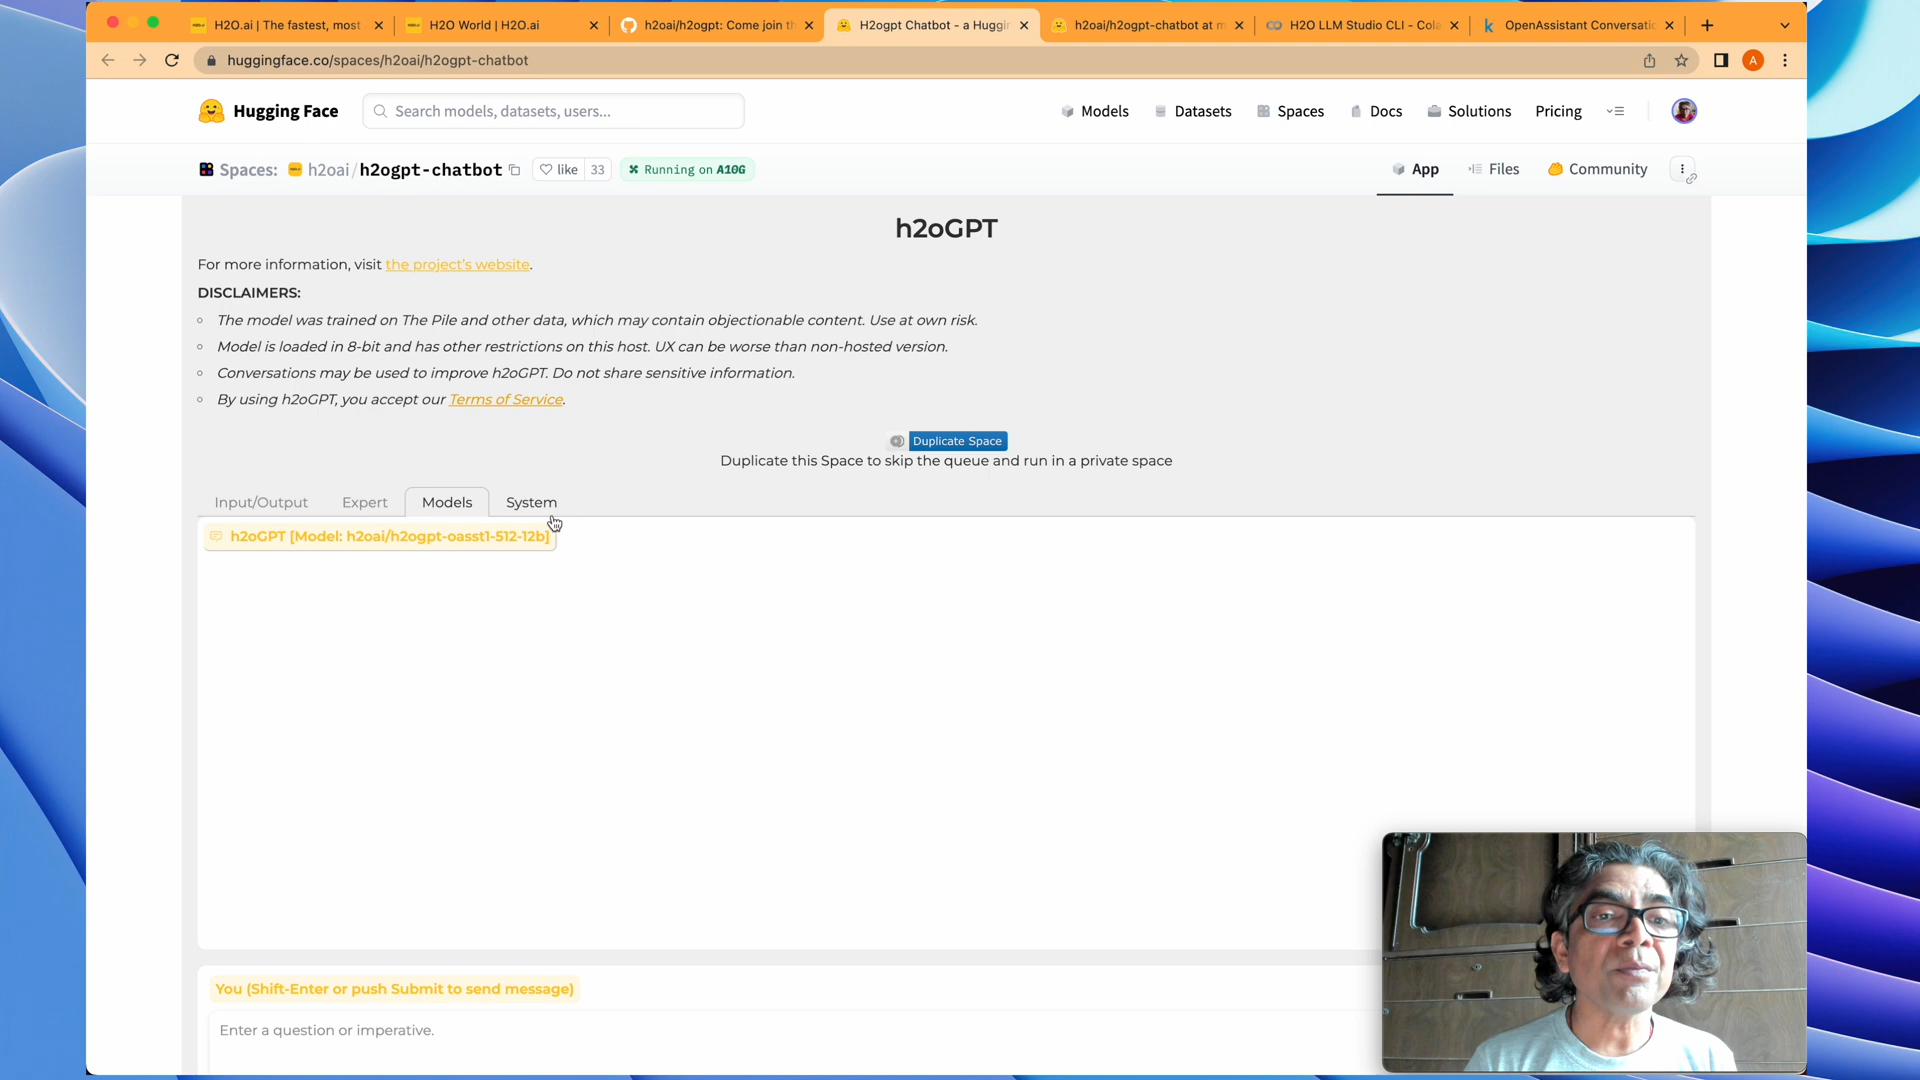 H2O.ai | The fastest, most
H2O World | H2O.ai
h2oai/h2ogpt: Come join th
H2ogpt Chatbot - a Huggin
h2oai/h2ogpt-chatbot at m
H2O LLM Studio CLI - Cola
OpenAssistant Conversatio
huggingface.co/spaces/h2oai/h2ogpt-chatbot
A
Hugging Face
Search models, datasets, users...
Models
Datasets
Spaces
Docs
Solutions
Pricing
Spaces:
h2oai/h2ogpt-chatbot
like 33
Running on A10G
App
Files
Community
h2oGPT
For more information, visit the project's website.
DISCLAIMERS:
The model was trained on The Pile and other data, which may contain objectionable content. Use at own risk.
Model is loaded in 8-bit and has other restrictions on this host. UX can be worse than non-hosted version.
Conversations may be used to improve h2oGPT. Do not share sensitive information.
By using h2oGPT, you accept our Terms of Service.
Duplicate Space
Duplicate this Space to skip the queue and run in a private space
Input/Output
Expert
Models
System
h2oGPT [Model: h2oai/h2ogpt-oasst1-512-12b]
You (Shift-Enter or push Submit to send message)
Enter a question or imperative.